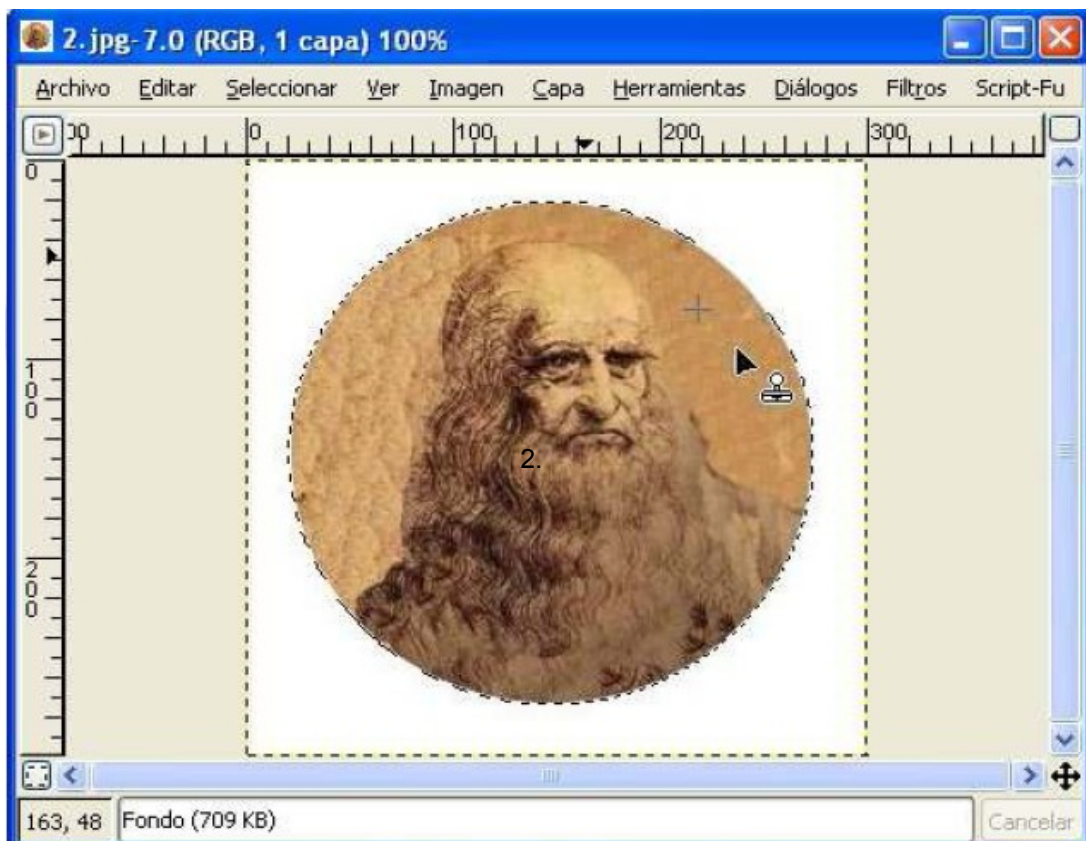 2.jpg-7.0 (RGB, 1 capa) 100%
Archivo Editar Seleccionar Ver Imagen Capa Herramientas Diálogos Filtros Script-Fu
00 0 100 200 300
0
100
200
2.
163, 48 Fondo (709 KB) Cancelar